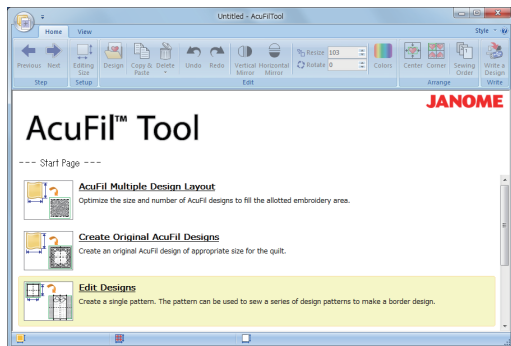 Untitled - AcuFilTool
Home View Style
Previous Next Editing Size Design Copy & Paste Delete Undo Redo Vertical Mirror Horizontal Mirror Resize 103 Rotate 0 Colors Center Corner Sewing Order Write a Design
Step Setup Edit Arrange Write
JANOME
AcuFil™ Tool
--- Start Page ---
AcuFil Multiple Design Layout
Optimize the size and number of AcuFil designs to fill the allotted embroidery area.
Create Original AcuFil Designs
Create an original AcuFil design of appropriate size for the quilt.
Edit Designs
Create a single pattern. The pattern can be used to sew a series of design patterns to make a border design.